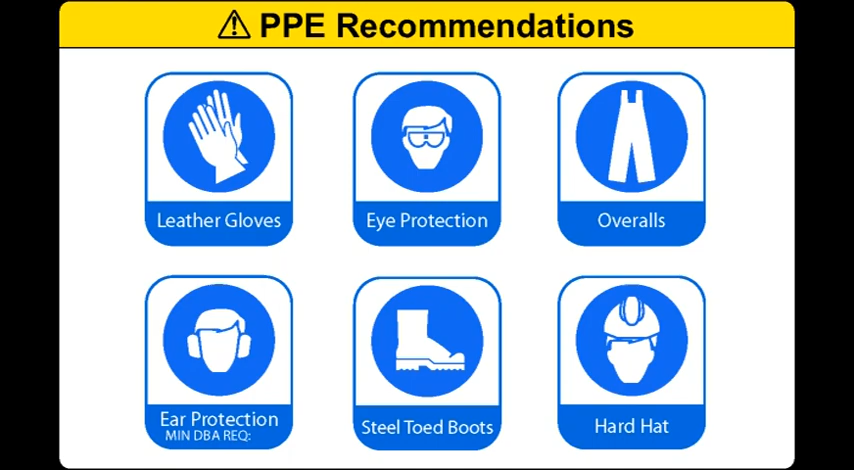 PPE Recommendations
Leather Gloves
Eye Protection
Overalls
Ear Protection
MIN DBA REQ:
Steel Toed Boots
Hard Hat